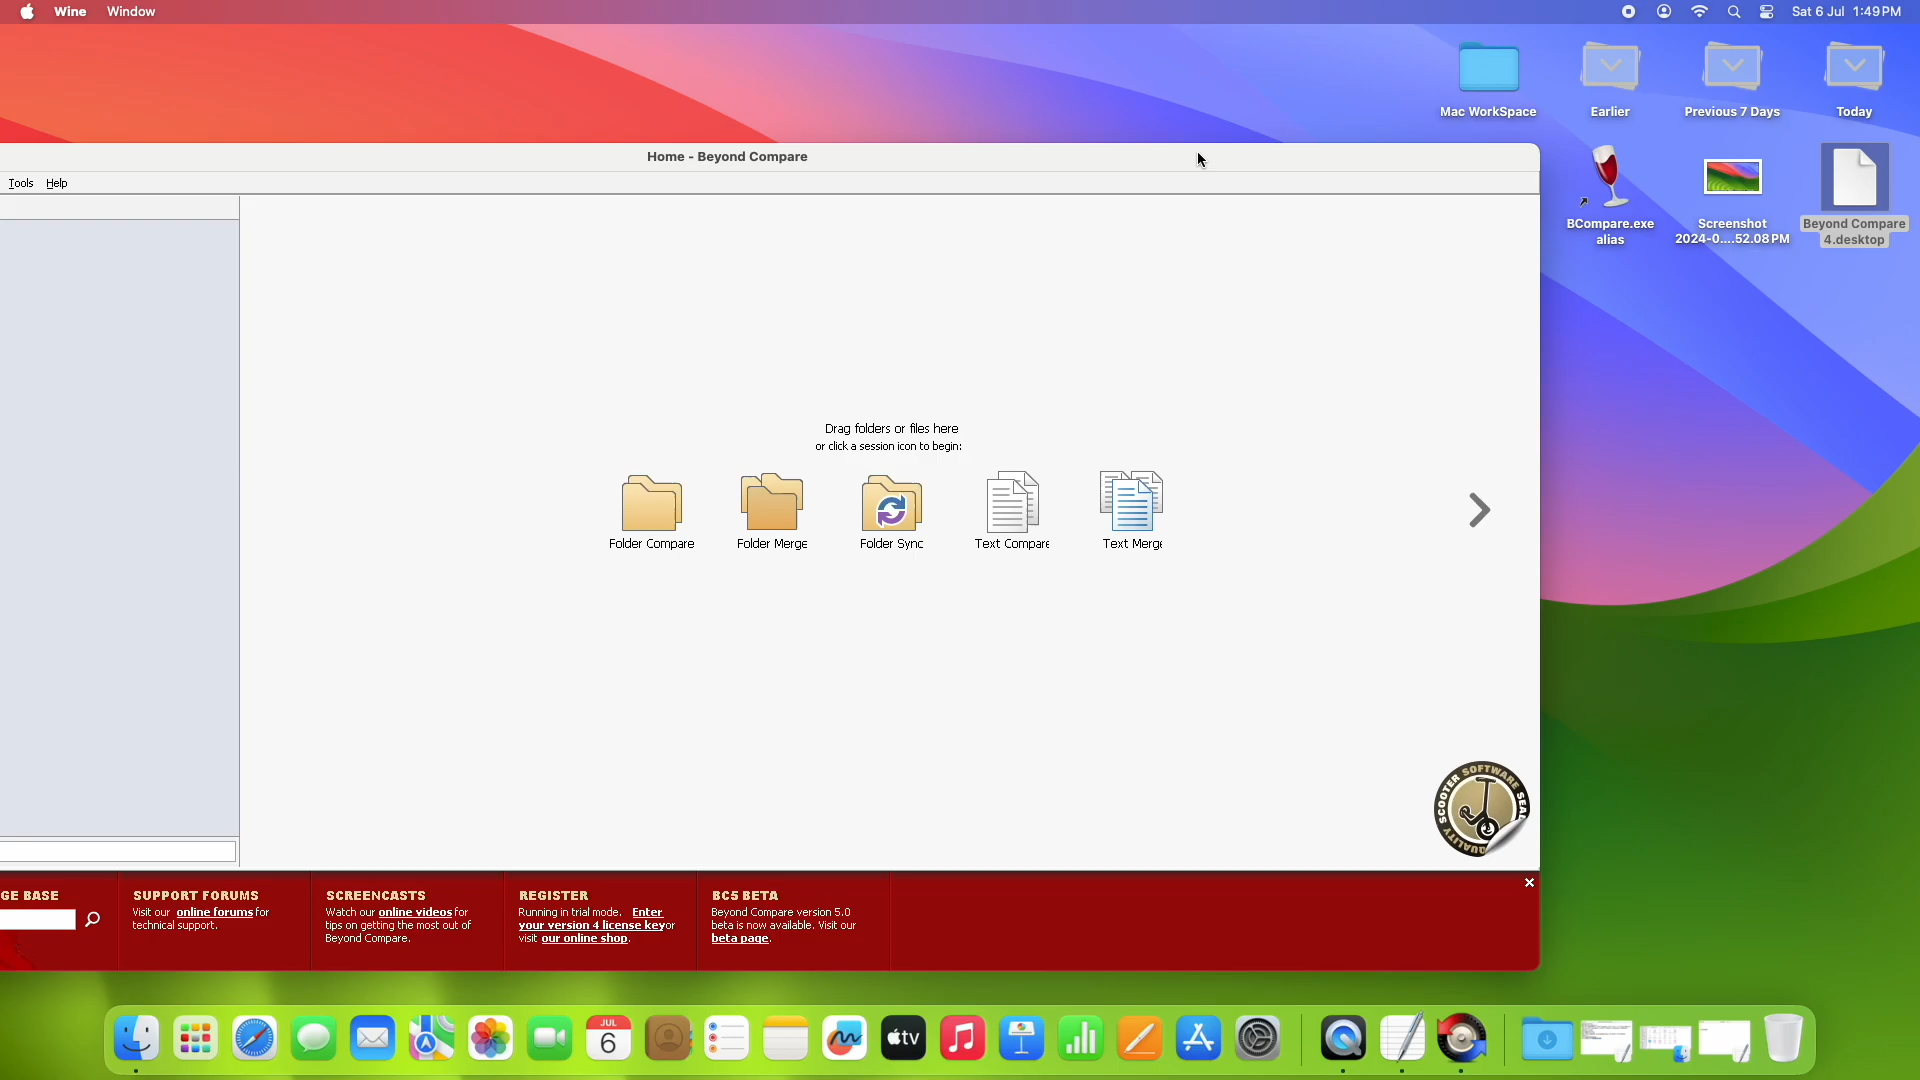 Wine Window
Sat 6 Jul 1:49 PM
Mac WorkSpace
Earlier
Previous 7 Days
Today
Home - Beyond Compare
Tools Help
BCompare.exe
alias
Screenshot
2024-0....52.08 PM
Beyond Compare
4.desktop
Drag folders or files here
or click a session icon to begin:
Folder Compare
Folder Merge
Folder Sync
Text Compare
Text Merge
SCOOTER SOFTWARE SEAL
QUALITY
GE BASE
SUPPORT FORUMS
Visit our online forums for
technical support.
SCREENCASTS
Watch our online videos for
tips on getting the most out of
Beyond Compare.
REGISTER
Running in trial mode. Enter
your version 4 license key or
visit our online shop.
BC5 BETA
Beyond Compare version 5.0
beta is now available. Visit our
beta page.
JUL
6
tv